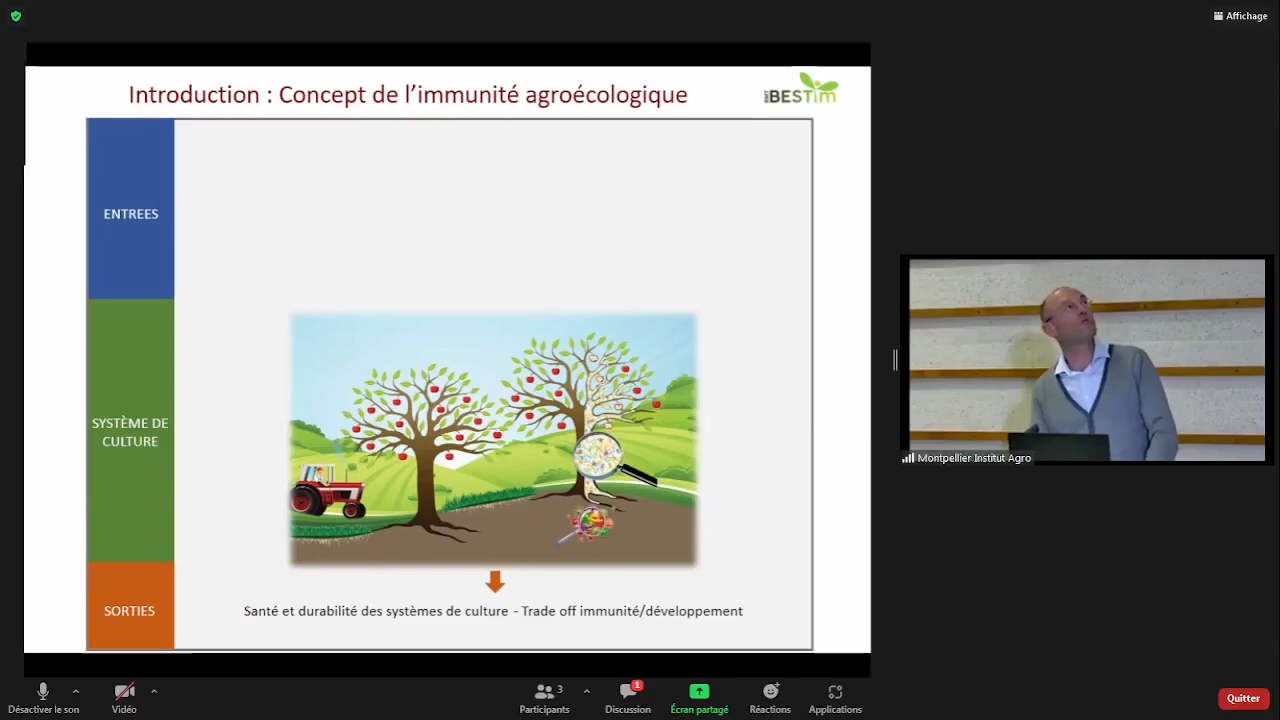 Affichage
Introduction : Concept de l'immunité agroécologique
RMT BESTim
ENTREES
SYSTÈME DE
CULTURE
SORTIES
Santé et durabilité des systèmes de culture - Trade off immunité/développement
Montpellier Institut Agro
3
1
Désactiver le son
Vidéo
Participants
Discussion
Écran partagé
Réactions
Applications
Quitter